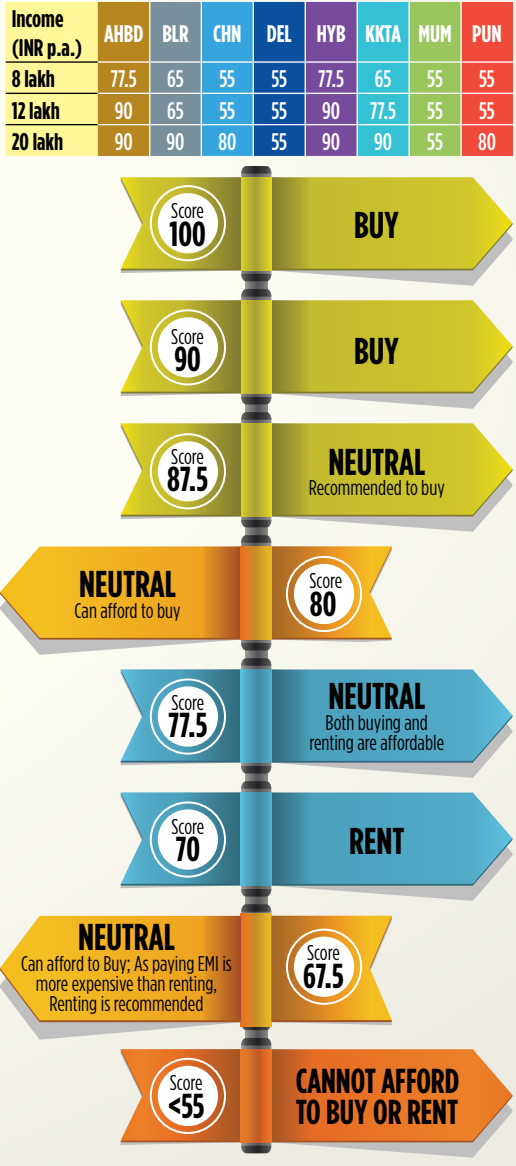 Income (INR p.a.) AHBD BLR CHN DEL HYB KKTA MUM PUN
8 lakh 77.5 65 55 55 77.5 65 55 55
12 lakh 90 65 55 55 90 77.5 55 55
20 lakh 90 90 80 55 90 90 55 80
Score
100
BUY
Score
90
BUY
Score
87.5
NEUTRAL
Recommended to buy
NEUTRAL
Can afford to buy
Score
80
Score
77.5
NEUTRAL
Both buying and
renting are affordable
Score
70
RENT
NEUTRAL
Can afford to Buy; As paying EMI is
more expensive than renting,
Renting is recommended
Score
67.5
Score
<55
CANNOT AFFORD
TO BUY OR RENT